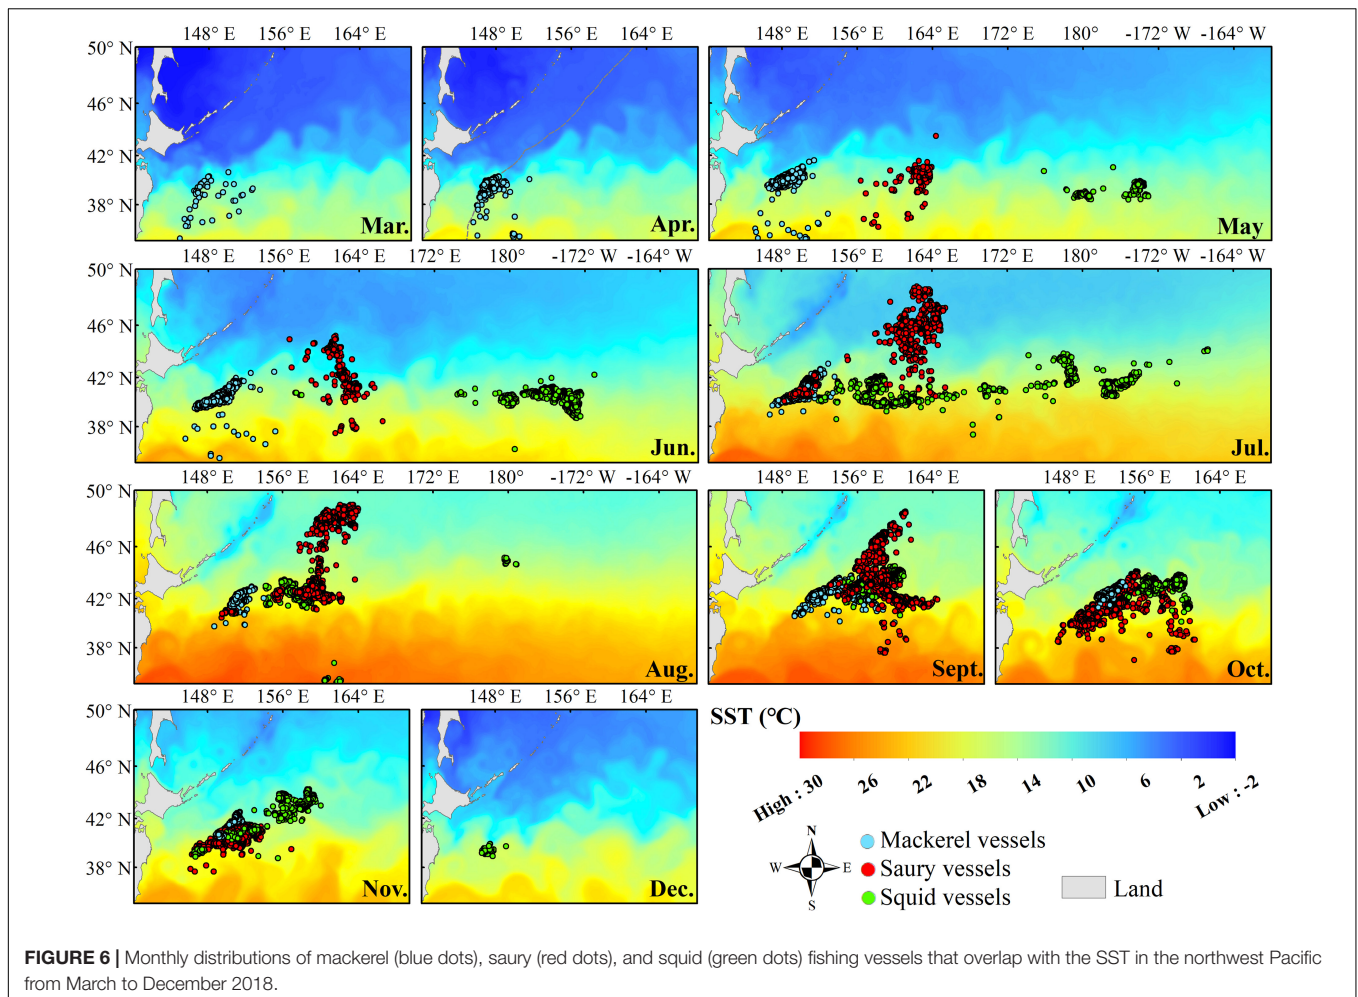 148° E 156° E 164° E 148° E 156° E 164° E 148° E 156° E 164° E 172° E 180° -172° W -164° W
50° N
46° N
42° N
38° N
Mar. Apr. May
148° E 156° E 164° E 172° E 180° -172° W -164° W 148° E 156° E 164° E 172° E 180° -172° W -164° W
50° N
46° N
42° N
38° N
Jun. Jul.
148° E 156° E 164° E 172° E 180° -172° W -164° W 148° E 156° E 164° E 148° E 156° E 164° E
50° N
46° N
42° N
38° N
Aug. Sept. Oct.
148° E 156° E 164° E 148° E 156° E 164° E
50° N
46° N
42° N
38° N
Nov. Dec.
SST (°C)
High : 30 26 22 18 14 10 6 2 Low : -2
N
W E
S
Mackerel vessels
Saury vessels
Squid vessels
Land
FIGURE 6 | Monthly distributions of mackerel (blue dots), saury (red dots), and squid (green dots) fishing vessels that overlap with the SST in the northwest Pacific
from March to December 2018.